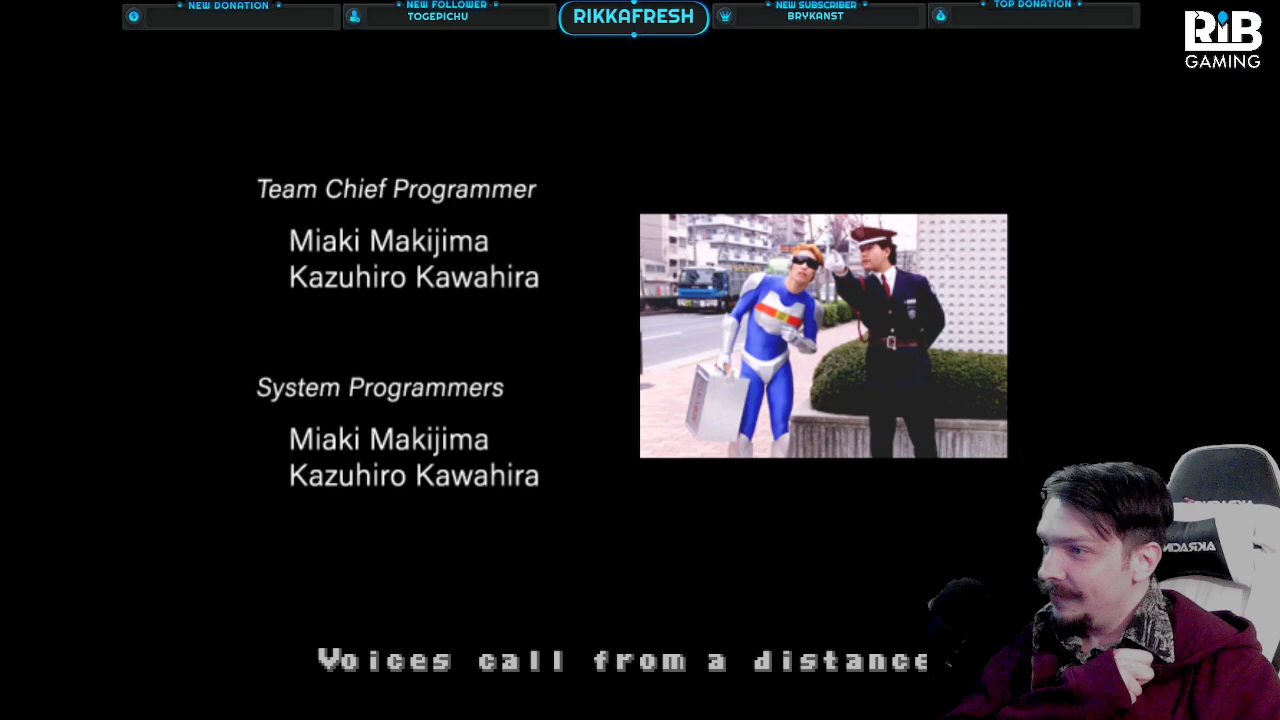 NEW DONATION
NEW FOLLOWER
TOGEPICHU
RIKKAFRESH
NEW SUBSCRIBER
BRYKANST
TOP DONATION
RIB
GAMING
Team Chief Programmer
Miaki Makijima
Kazuhiro Kawahira
System Programmers
Miaki Makijima
Kazuhiro Kawahira
AKRACING
Voices call from a distance